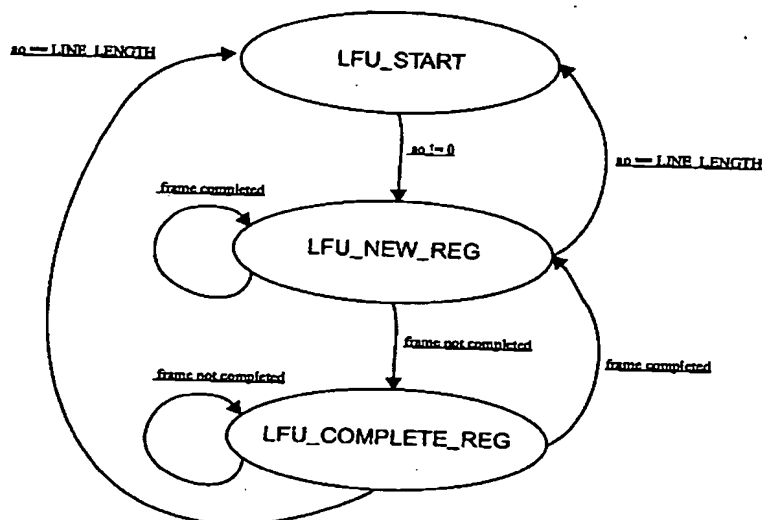 so == LINE_LENGTH
LFU_START
so != 0
so == LINE_LENGTH
frame completed
LFU_NEW_REG
frame not completed
frame completed
frame not completed
LFU_COMPLETE_REG